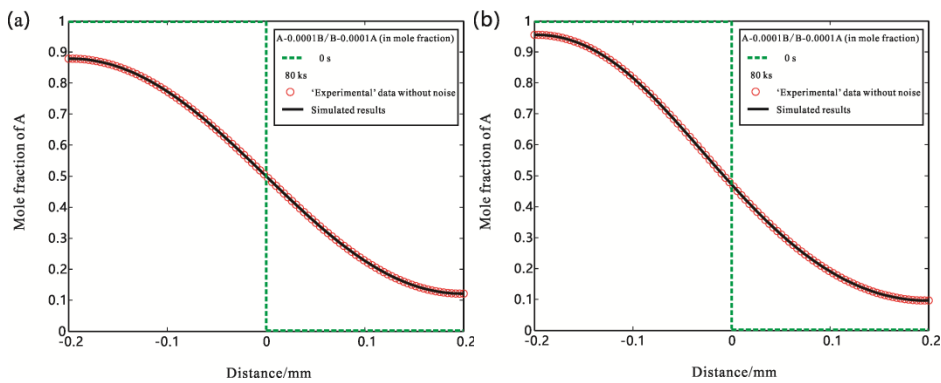 (a)
A-0.0001B/B-0.0001A (in mole fraction)
0 s
80 ks
'Experimental' data without noise
Simulated results
Mole fraction of A
1
0.9
0.8
0.7
0.6
0.5
0.4
0.3
0.2
0.1
0
-0.2
-0.1
0
0.1
0.2
Distance/mm
(b)
A-0.0001B/B-0.0001A (in mole fraction)
0 s
80 ks
'Experimental' data without noise
Simulated results
Mole fraction of A
1
0.9
0.8
0.7
0.6
0.5
0.4
0.3
0.2
0.1
0
-0.2
-0.1
0
0.1
0.2
Distance/mm